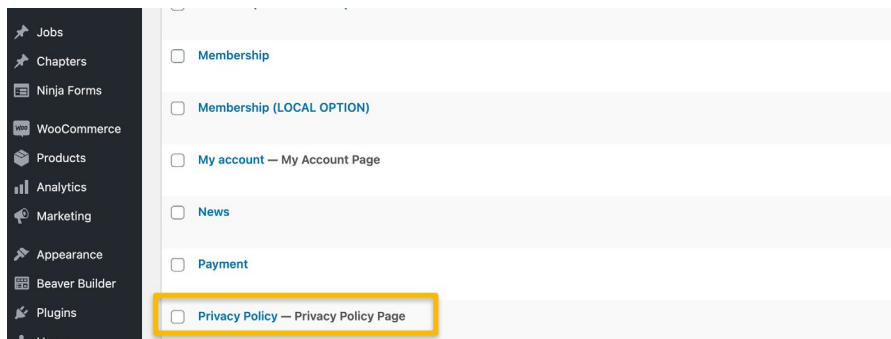 Jobs
Chapters
Ninja Forms
WooCommerce
Products
Analytics
Marketing
Appearance
Beaver Builder
Plugins
Membership
Membership (LOCAL OPTION)
My account — My Account Page
News
Payment
Privacy Policy — Privacy Policy Page